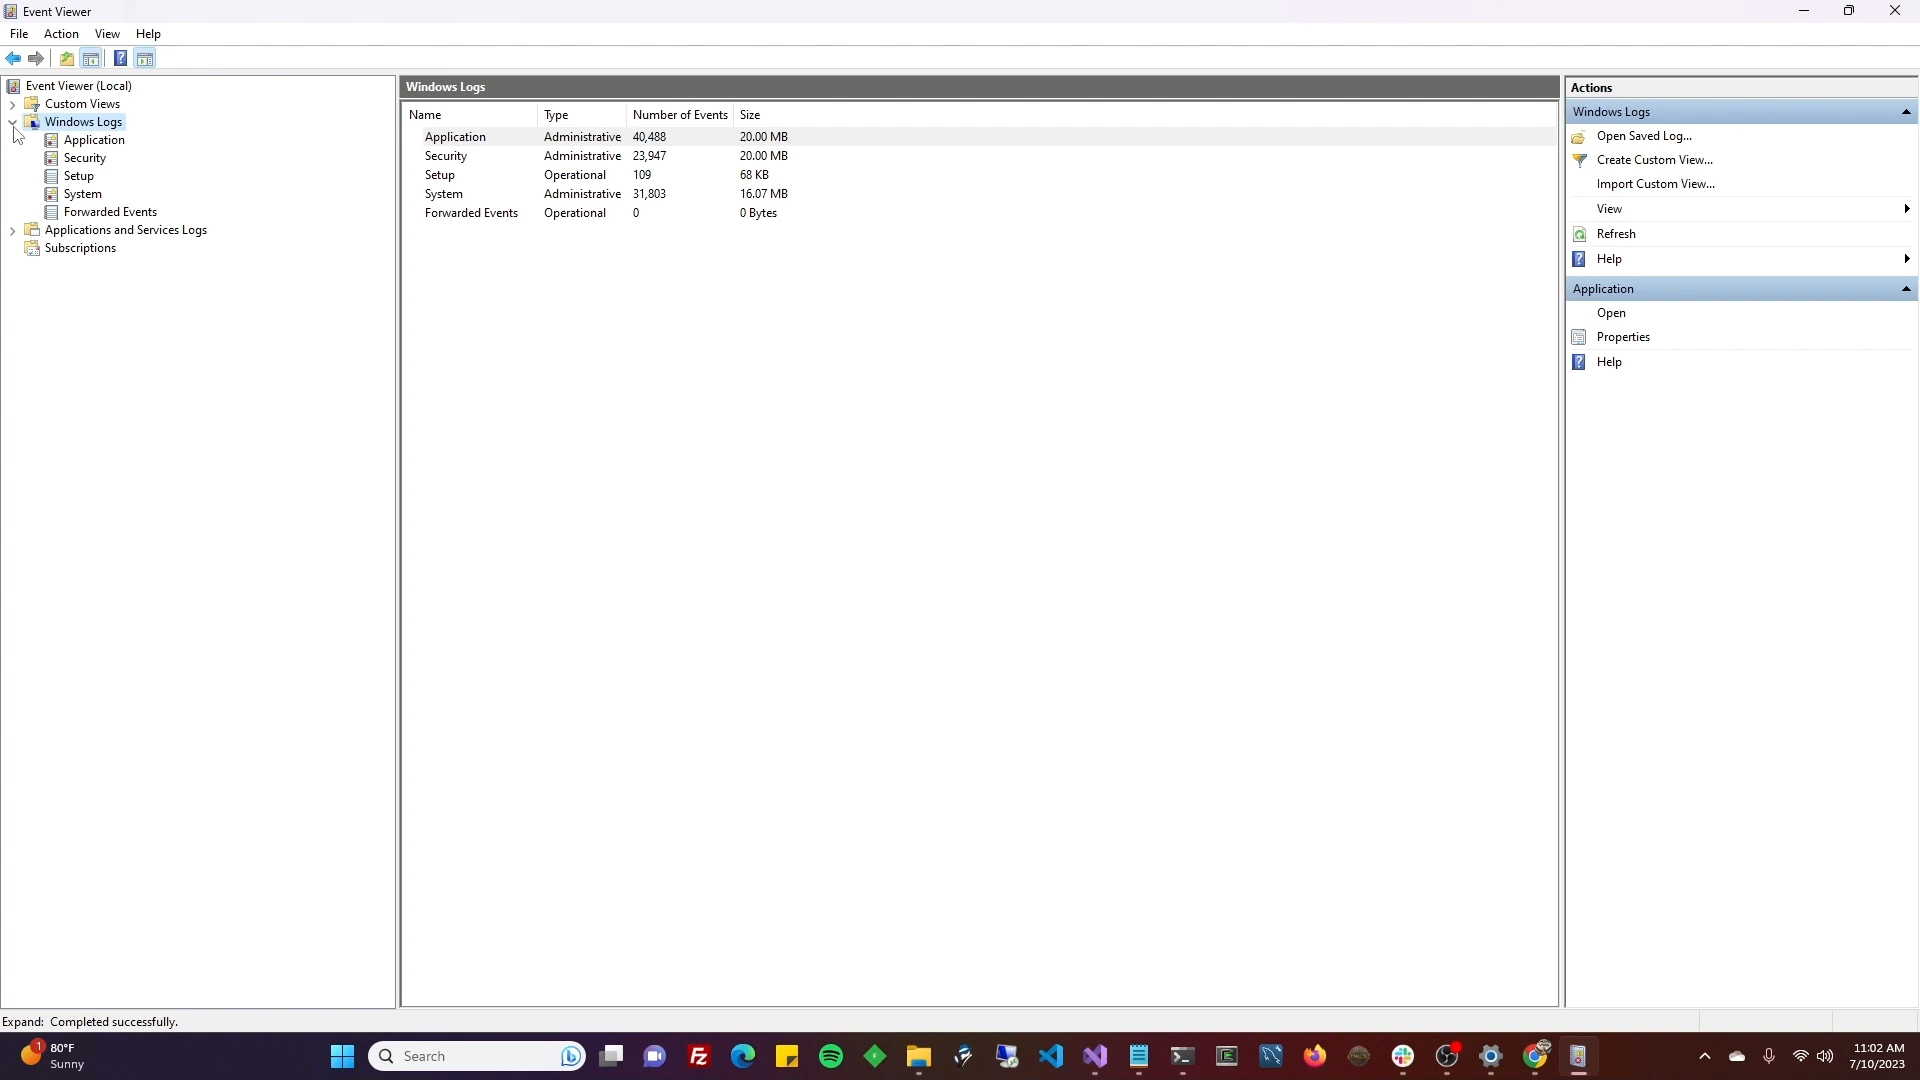 Event Viewer
File Action View Help
Event Viewer (Local)
Custom Views
Windows Logs
Application
Security
Setup
System
Forwarded Events
Applications and Services Logs
Subscriptions
Windows Logs
Name Type Number of Events Size
Application Administrative 40,488 20.00 MB
Security Administrative 23,947 20.00 MB
Setup Operational 109 68 KB
System Administrative 31,803 16.07 MB
Forwarded Events Operational 0 0 Bytes
Actions
Windows Logs
Open Saved Log...
Create Custom View...
Import Custom View...
View
Refresh
Help
Application
Open
Properties
Help
Expand: Completed successfully.
1
80°F
Sunny
Search
11:02 AM
7/10/2023